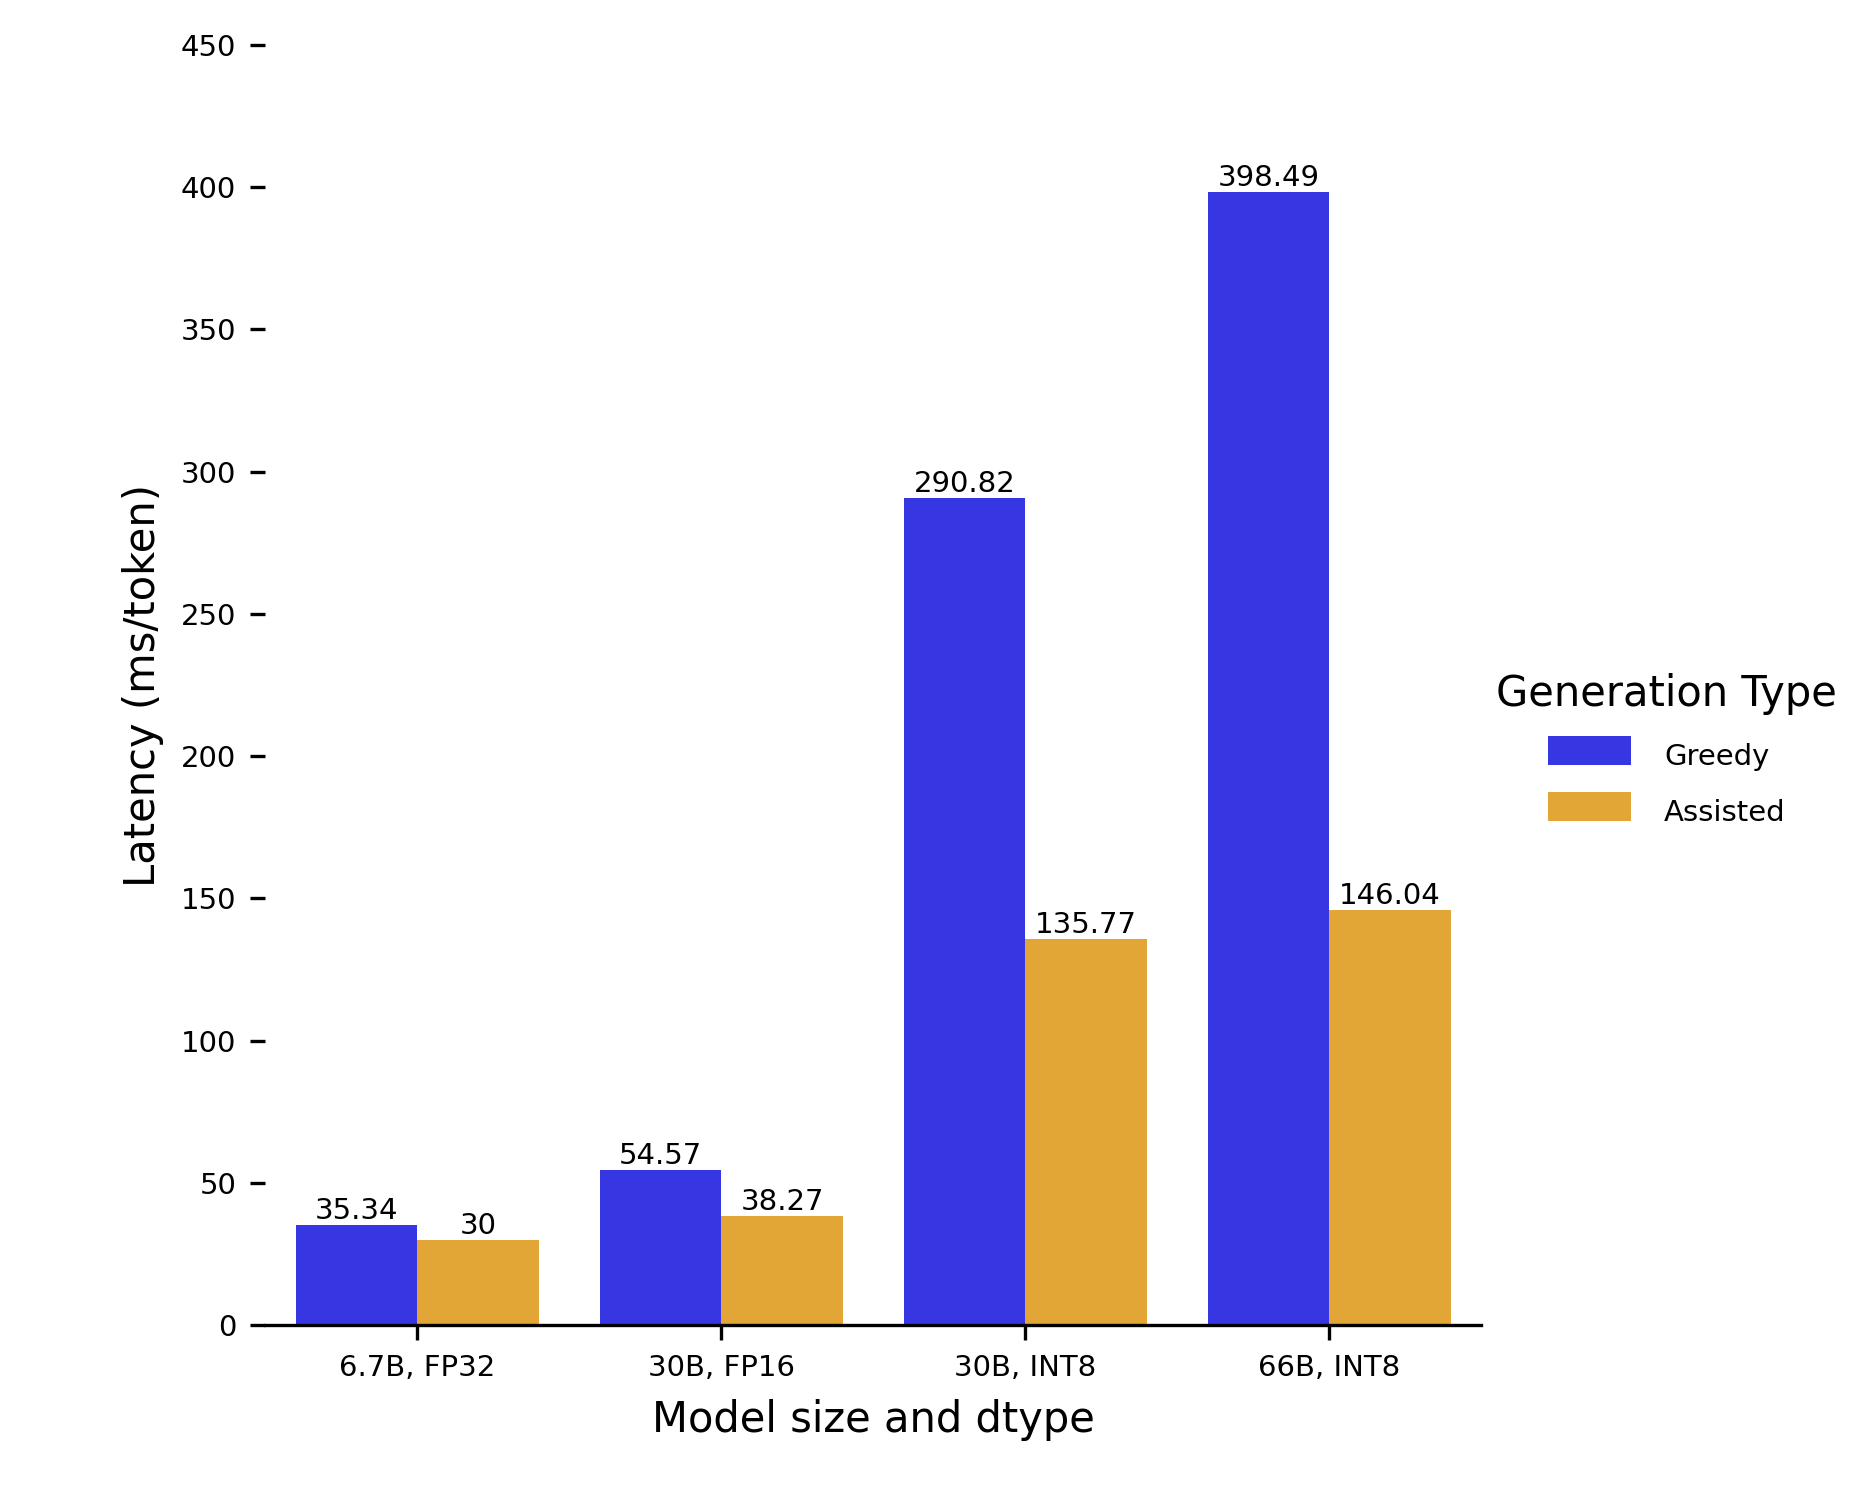 450
400
350
300
250
200
150
100
50
0
Latency (ms/token)
398.49
290.82
146.04
135.77
54.57
38.27
35.34
30
6.7B, FP32
30B, FP16
30B, INT8
66B, INT8
Model size and dtype
Generation Type
Greedy
Assisted